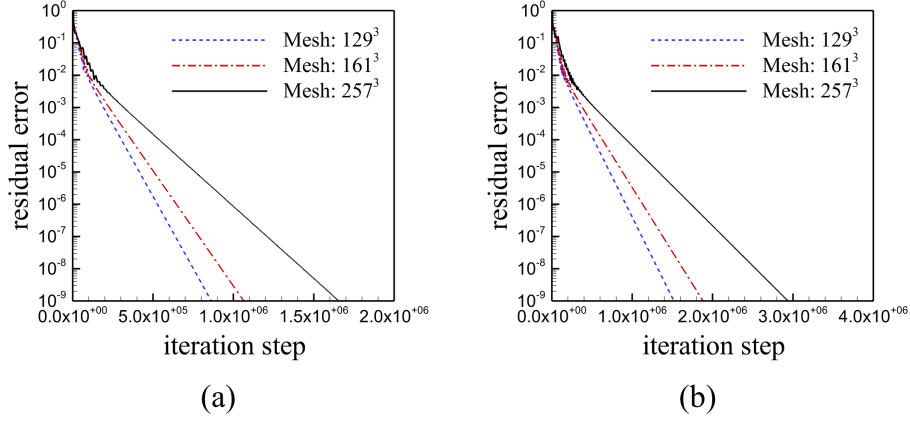 10^0
10^-1
10^-2
10^-3
10^-4
10^-5
10^-6
10^-7
10^-8
10^-9
residual error
Mesh: 129^3
Mesh: 161^3
Mesh: 257^3
0.0x10^+00 5.0x10^+05 1.0x10^+06 1.5x10^+06 2.0x10^+06
iteration step
(a)
10^0
10^-1
10^-2
10^-3
10^-4
10^-5
10^-6
10^-7
10^-8
10^-9
residual error
Mesh: 129^3
Mesh: 161^3
Mesh: 257^3
0.0x10^+00 1.0x10^+06 2.0x10^+06 3.0x10^+06 4.0x10^+06
iteration step
(b)